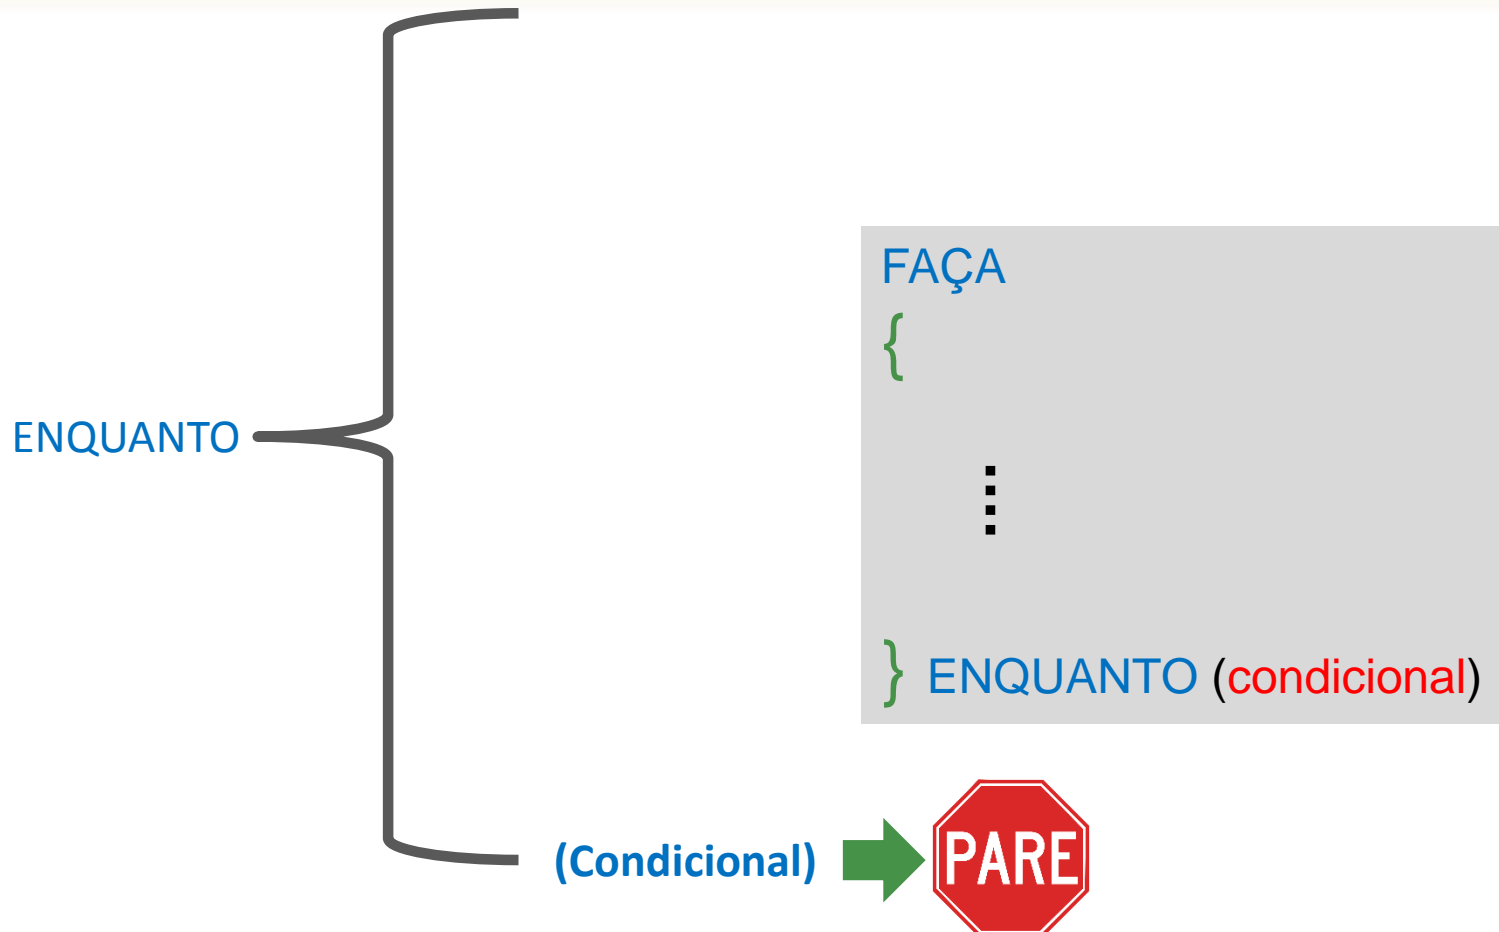 FAÇA
{
ENQUANTO
} ENQUANTO (condicional)
(Condicional)
PARE